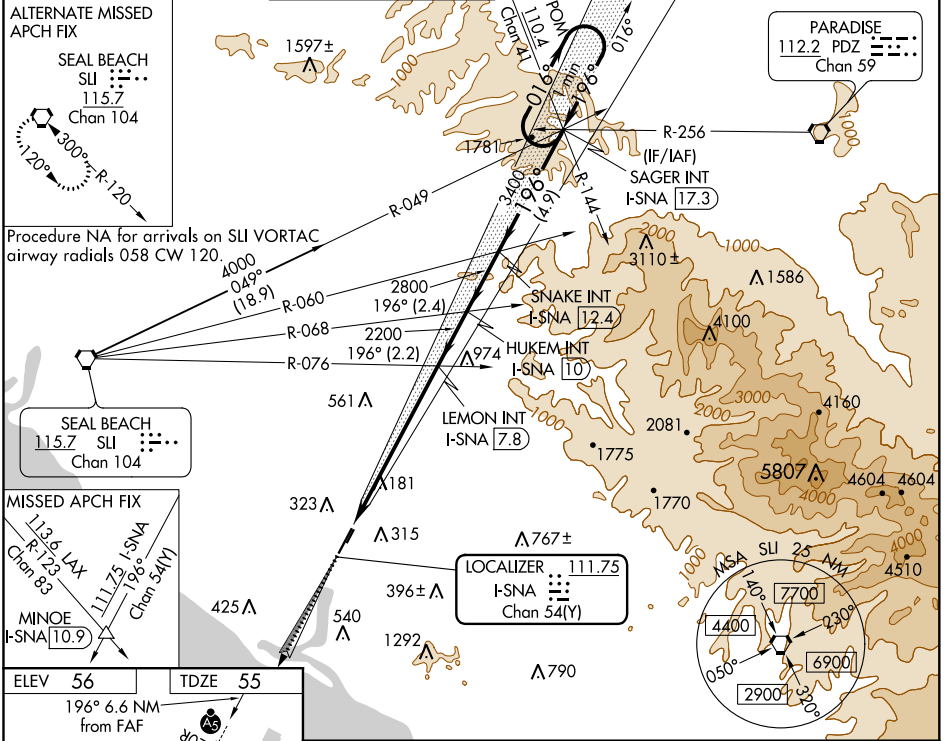 ALTERNATE MISSED
APCH FIX
SEAL BEACH
SLI
115.7
Chan 104
300°
120°
R-120
Procedure NA for arrivals on SLI VORTAC
airway radials 058 CW 120.
1597±
1000
POM
110.4
Chan 41
016°
016°
1 min
196°
PARADISE
112.2 PDZ
Chan 59
1000
R-256
(IF/IAF)
SAGER INT
I-SNA 17.3
1781
R-144
R-049
3400
196°
(4.9)
4000
049°
(18.9)
R-060
2800
196° (2.4)
R-068
2200
196° (2.2)
R-076
SNAKE INT
I-SNA 12.4
HUKEM INT
I-SNA 10
LEMON INT
I-SNA 7.8
2000
3110±
1000
1586
4100
974
561
1000
2000
3000
4160
2081
1775
5807
4000
4604
4604
1770
4000
4510
SEAL BEACH
115.7 SLI
Chan 104
181
323
315
767±
1000
MISSED APCH FIX
113.6 LAX
R-123
Chan 83
111.75 I-SNA
196°
Chan 54(Y)
MINOE
I-SNA 10.9
LOCALIZER 111.75
I-SNA
Chan 54(Y)
425
396±
540
1292
790
MSA SLI 25 NM
140°
7700
230°
4400
050°
6900
2900
320°
ELEV 56
TDZE 55
196° 6.6 NM
from FAF
A5